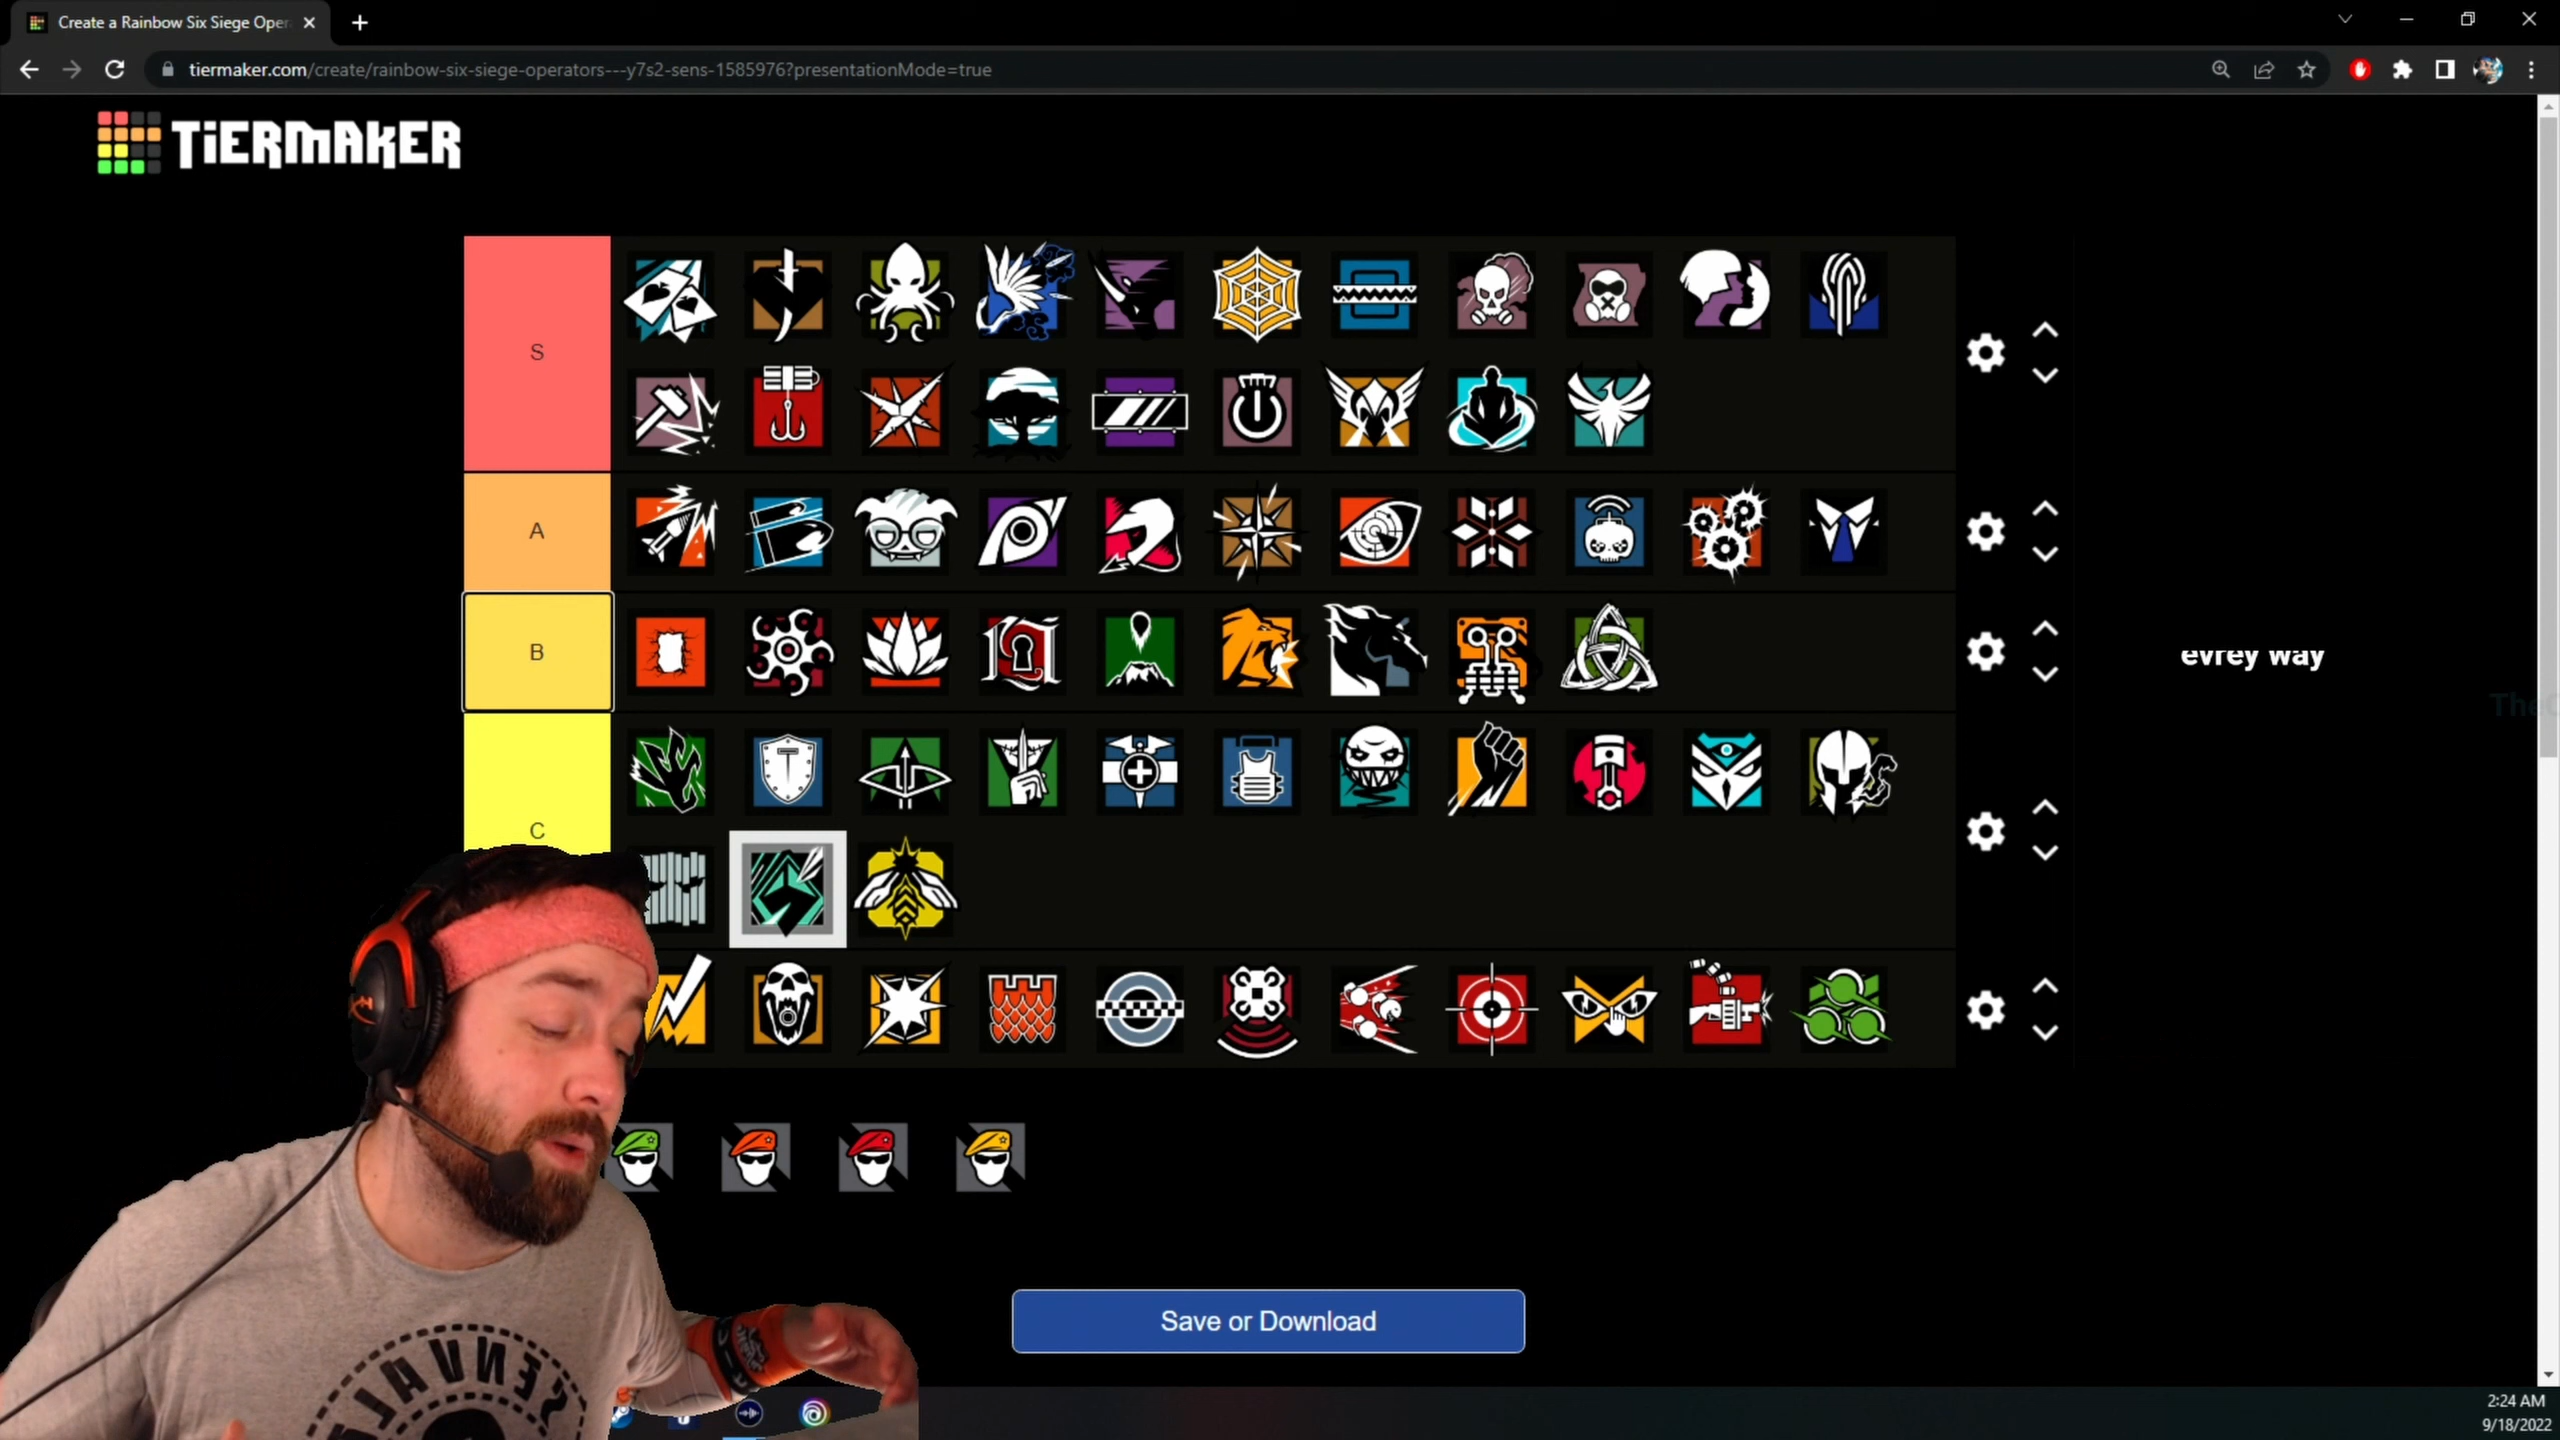 Create a Rainbow Six Siege Oper
tiermaker.com/create/rainbow-six-siege-operators---y7s2-sens-1585976?presentationMode=true
TiERMAKER
S
A
B
evrey way
C
Save or Download
SENVALT
2:24 AM
9/18/2022